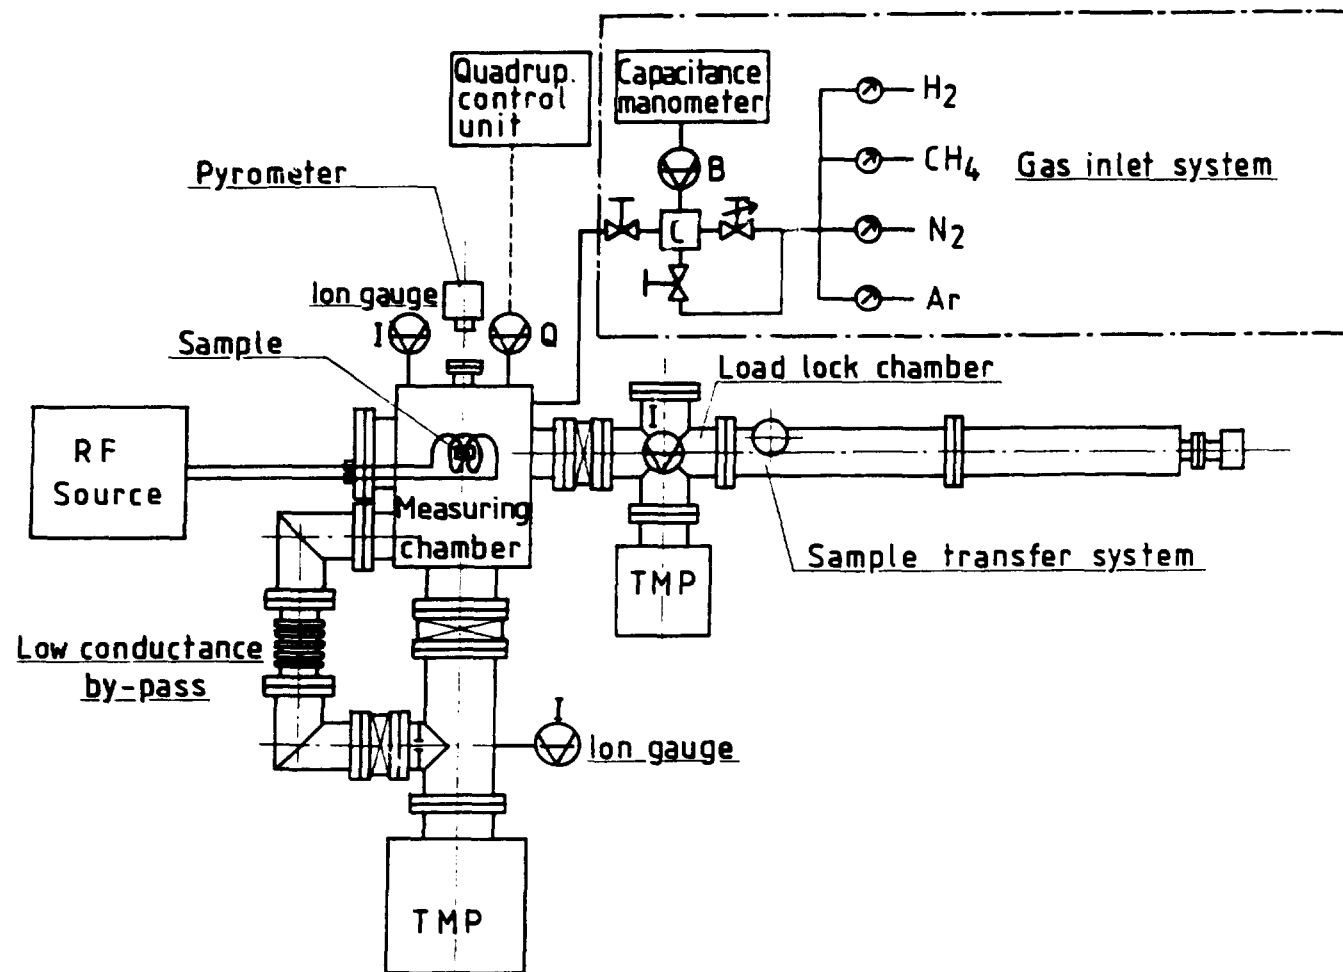 Quadrup.
control
unit
Capacitance
manometer
H2
B
CH4
Gas inlet system
Pyrometer
C
N2
Ion gauge
I
Q
Ar
Sample
Load lock chamber
I
RF
Source
Measuring
chamber
Sample transfer system
TMP
Low conductance
by-pass
I
Ion gauge
TMP